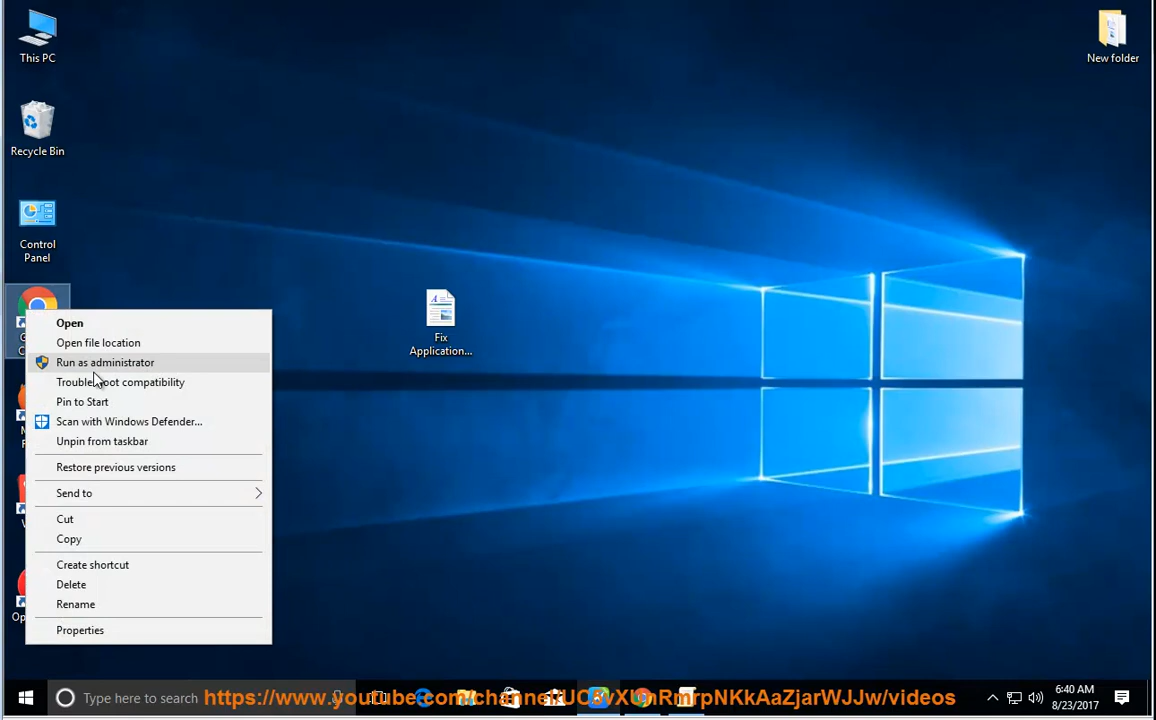 This PC
New folder
Recycle Bin
Control
Panel
Fix
Application...
Open
Open file location
Run as administrator
Troubleshoot compatibility
Pin to Start
Scan with Windows Defender...
Unpin from taskbar
Restore previous versions
Send to
Cut
Copy
Create shortcut
Delete
Rename
Properties
Type here to search
6:40 AM
8/23/2017